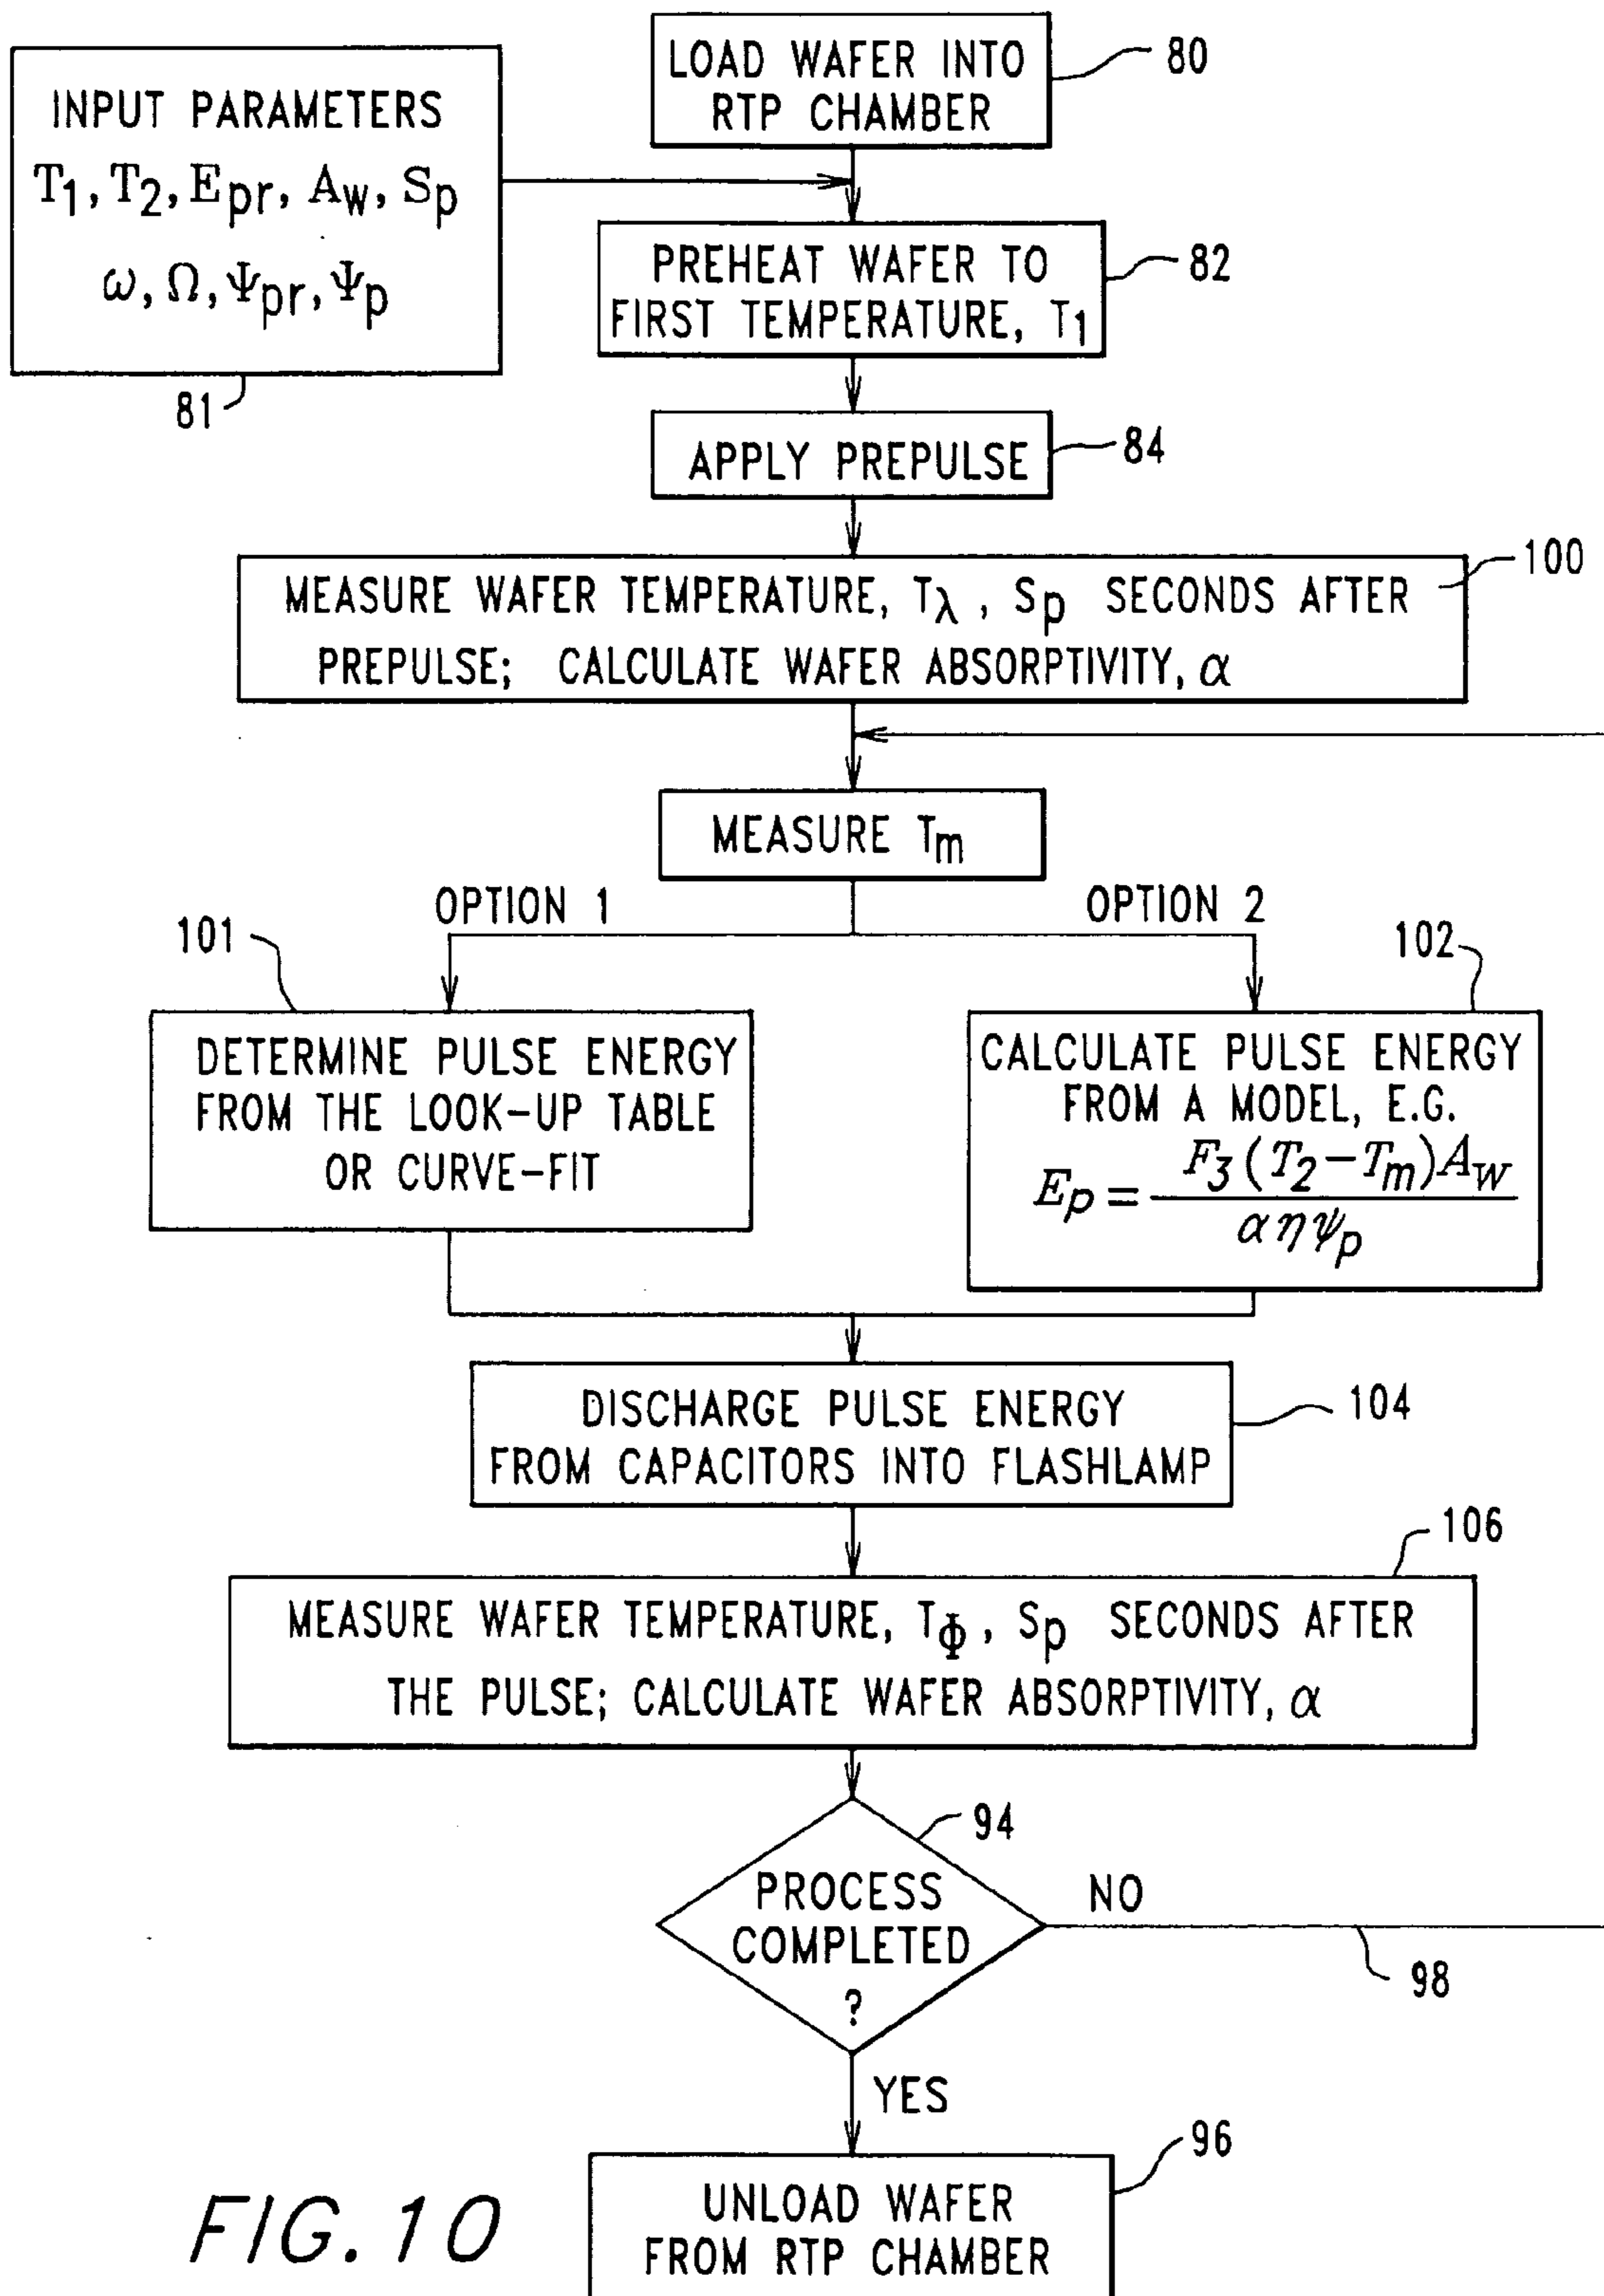 LOAD WAFER INTO
RTP CHAMBER
80
INPUT PARAMETERS
T1, T2, Epr, Aw, Sp
ω, Ω, Ψpr, Ψp
81
PREHEAT WAFER TO
FIRST TEMPERATURE, T1
82
APPLY PREPULSE
84
MEASURE WAFER TEMPERATURE, Tλ, Sp SECONDS AFTER
PREPULSE; CALCULATE WAFER ABSORPTIVITY, α
100
MEASURE Tm
OPTION 1
OPTION 2
101
DETERMINE PULSE ENERGY
FROM THE LOOK-UP TABLE
OR CURVE-FIT
102
CALCULATE PULSE ENERGY
FROM A MODEL, E.G.
Ep = F3 (T2-Tm)Aw / αηψp
DISCHARGE PULSE ENERGY
FROM CAPACITORS INTO FLASHLAMP
104
106
MEASURE WAFER TEMPERATURE, TΦ, Sp SECONDS AFTER
THE PULSE; CALCULATE WAFER ABSORPTIVITY, α
94
PROCESS
COMPLETED
?
NO
98
YES
96
UNLOAD WAFER
FROM RTP CHAMBER
FIG. 10